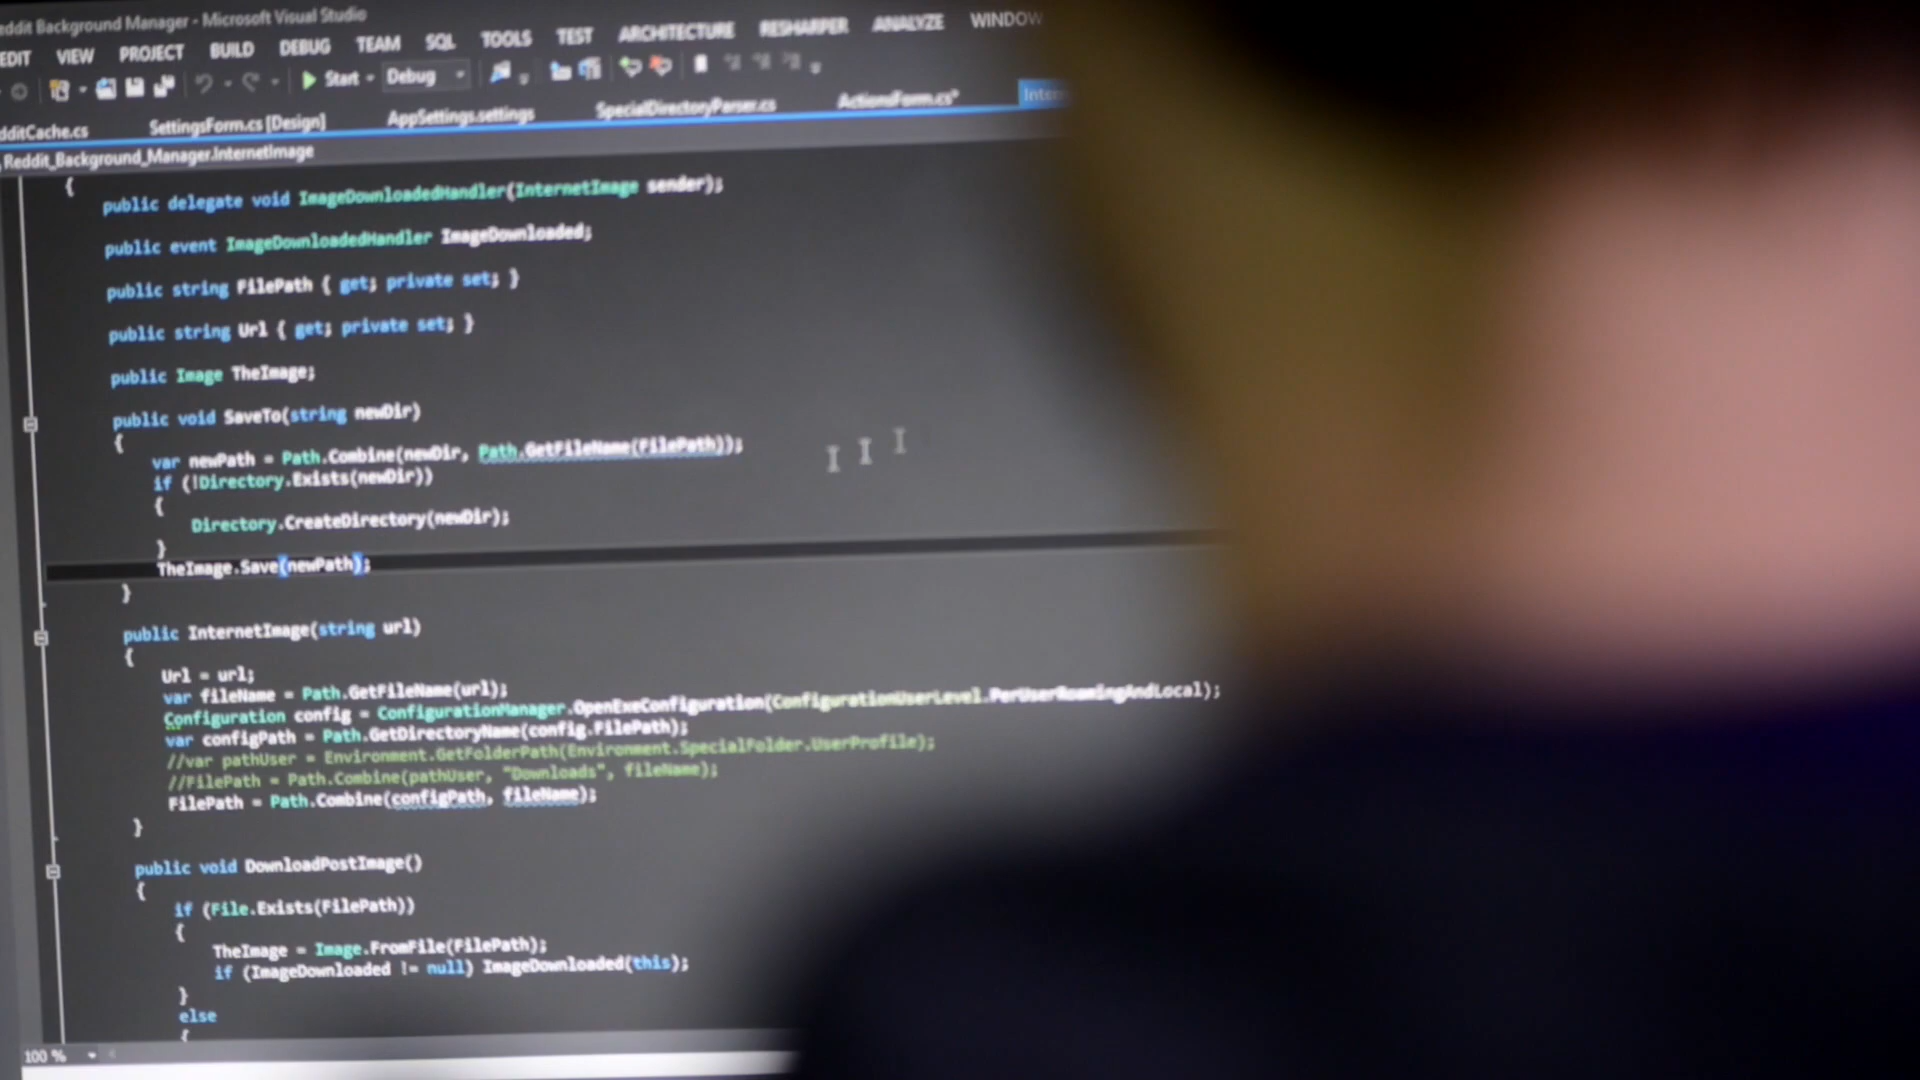 eddit Background Manager - Microsoft Visual Studio
EDIT VIEW PROJECT BUILD DEBUG TEAM SQL TOOLS TEST ARCHITECTURE RESHARPER ANALYZE WINDOW
Start Debug
dditCache.cs SettingsForm.cs [Design] AppSettings.settings SpecialDirectoryParser.cs ActionsForm.cs* Intern
Reddit_Background_Manager.InternetImage
{
public delegate void ImageDownloadedHandler(InternetImage sender);
public event ImageDownloadedHandler ImageDownloaded;
public string FilePath { get; private set; }
public string Url { get; private set; }
public Image TheImage;
public void SaveTo(string newDir)
{
var newPath = Path.Combine(newDir, Path.GetFileName(FilePath));
if (!Directory.Exists(newDir))
{
Directory.CreateDirectory(newDir);
}
TheImage.Save(newPath);
}
public InternetImage(string url)
{
Url = url;
var fileName = Path.GetFileName(url);
Configuration config = ConfigurationManager.OpenExeConfiguration(ConfigurationUserLevel.PerUserRoamingAndLocal);
var configPath = Path.GetDirectoryName(config.FilePath);
//var pathUser = Environment.GetFolderPath(Environment.SpecialFolder.UserProfile);
//FilePath = Path.Combine(pathUser, "Downloads", fileName);
FilePath = Path.Combine(configPath, fileName);
}
public void DownloadPostImage()
{
if (File.Exists(FilePath))
{
TheImage = Image.FromFile(FilePath);
if (ImageDownloaded != null) ImageDownloaded(this);
}
else
{
100 %